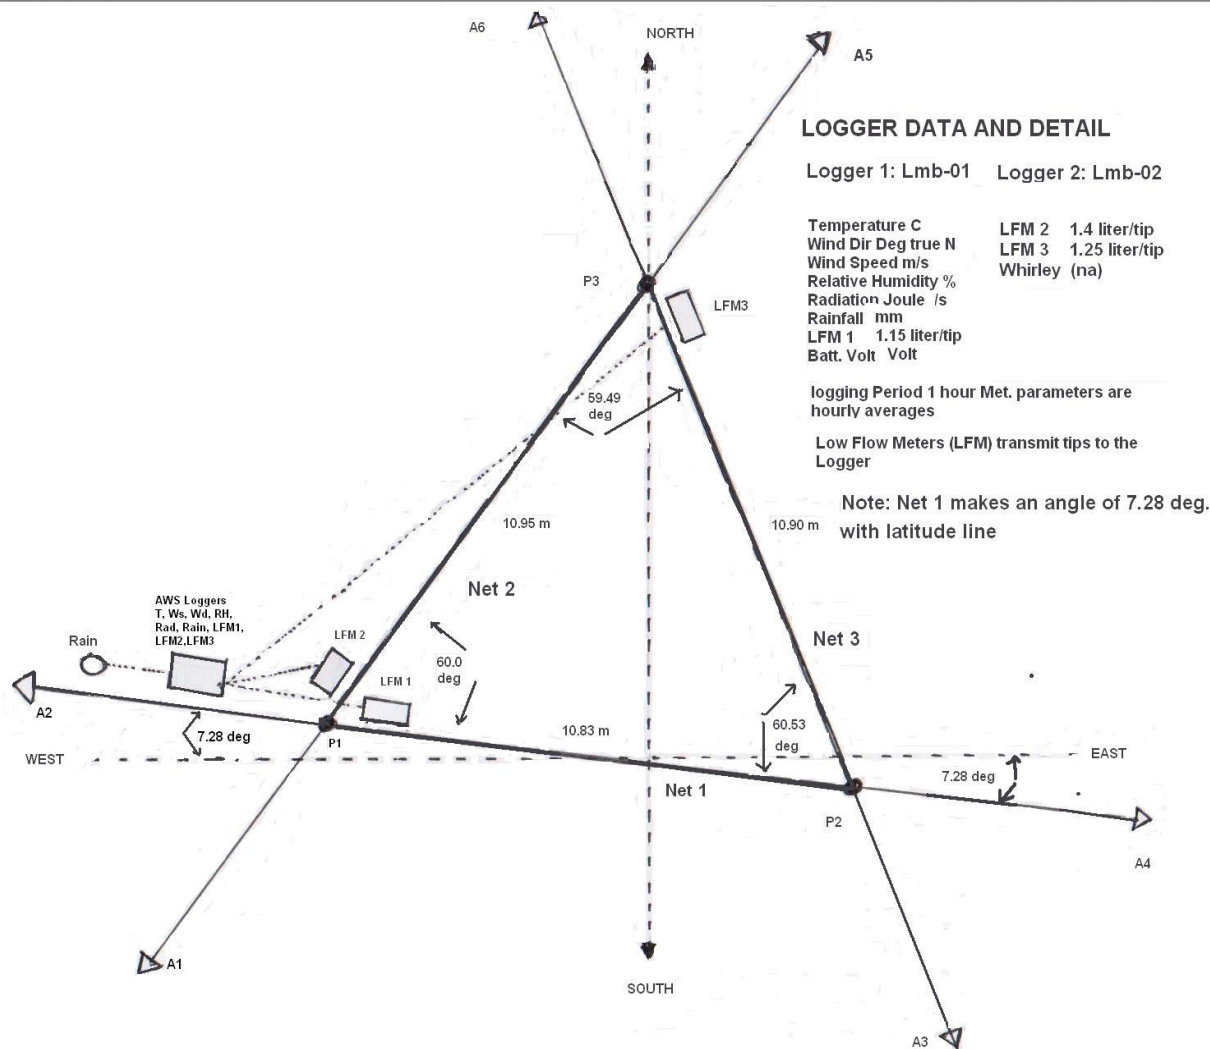 A6
NORTH
A5
LOGGER DATA AND DETAIL
Logger 1: Lmb-01 Logger 2: Lmb-02
Temperature C
Wind Dir Deg true N
Wind Speed m/s
Relative Humidity %
Radiation Joule /s
Rainfall mm
LFM 1 1.15 liter/tip
Batt. Volt Volt
LFM 2 1.4 liter/tip
LFM 3 1.25 liter/tip
Whirley (na)
logging Period 1 hour Met. parameters are
hourly averages
Low Flow Meters (LFM) transmit tips to the
Logger
Note: Net 1 makes an angle of 7.28 deg.
with latitude line
P3
LFM3
59.49
deg
10.95 m
10.90 m
Net 2
Net 3
AWS Loggers
T, Ws, Wd, RH,
Rad, Rain, LFM1,
LFM2,LFM3
Rain
LFM 2
LFM 1
60.0
deg
A2
7.28 deg
P1
10.83 m
60.53
deg
WEST
EAST
7.28 deg
Net 1
P2
A4
A1
SOUTH
A3